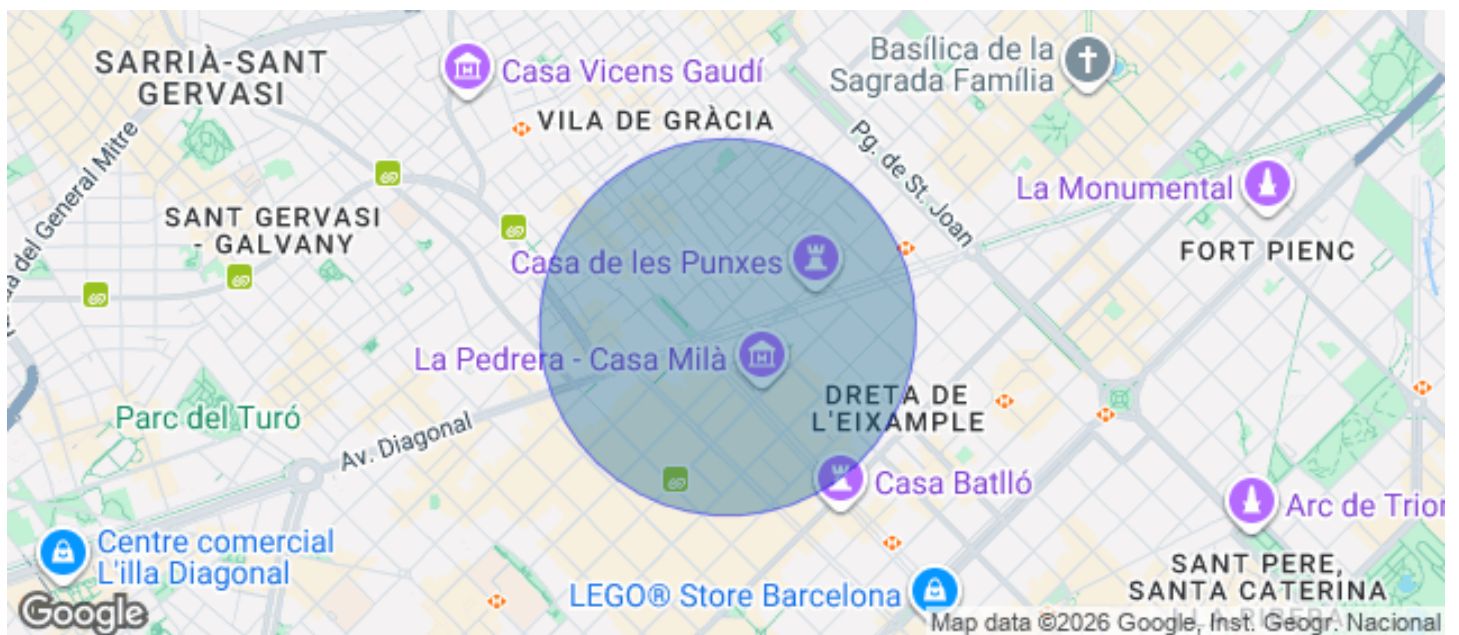 SARRIÀ-SANT
GERVASI
Casa Vicens Gaudí
Basílica de la
Sagrada Família
VILA DE GRÀCIA
Pg. de St. Joan
del General Mitre
La Monumental
SANT GERVASI
- GALVANY
FORT PIENC
Casa de les Punxes
La Pedrera - Casa Milà
DRETA DE
L'EIXAMPLE
Parc del Turó
Av. Diagonal
Casa Batlló
Arc de Trior
Centre comercial
L'illa Diagonal
SANT PERE,
SANTA CATERINA
LEGO® Store Barcelona
Google
Map data ©2026 Google, Inst. Geogr. Nacional